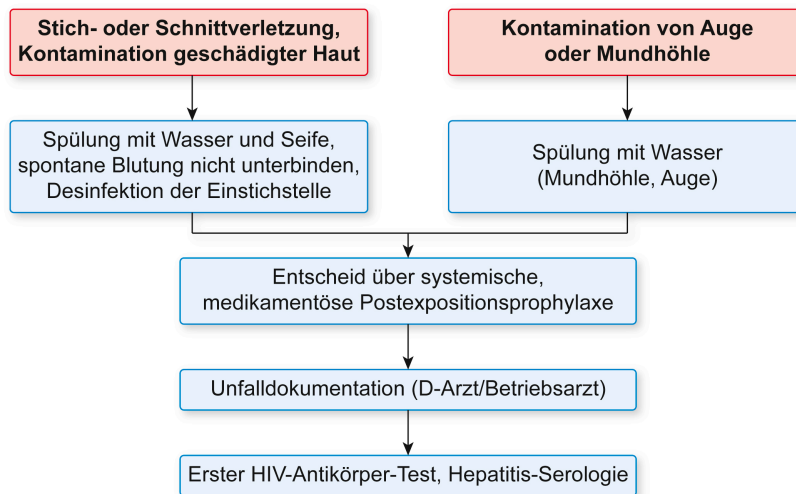 Stich- oder Schnittverletzung,
Kontamination geschädigter Haut
Kontamination von Auge
oder Mundhöhle
Spülung mit Wasser und Seife,
spontane Blutung nicht unterbinden,
Desinfektion der Einstichstelle
Spülung mit Wasser
(Mundhöhle, Auge)
Entscheid über systemische,
medikamentöse Postexpositionsprophylaxe
Unfalldokumentation (D-Arzt/Betriebsarzt)
Erster HIV-Antikörper-Test, Hepatitis-Serologie